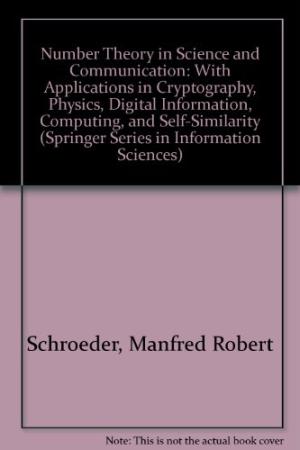 Number Theory in Science and
Communication: With
Applications in Cryptography,
Physics, Digital Information,
Computing, and Self-Similarity
(Springer Series in Information
Sciences)
Schroeder, Manfred Robert
Note: This is not the actual book cover